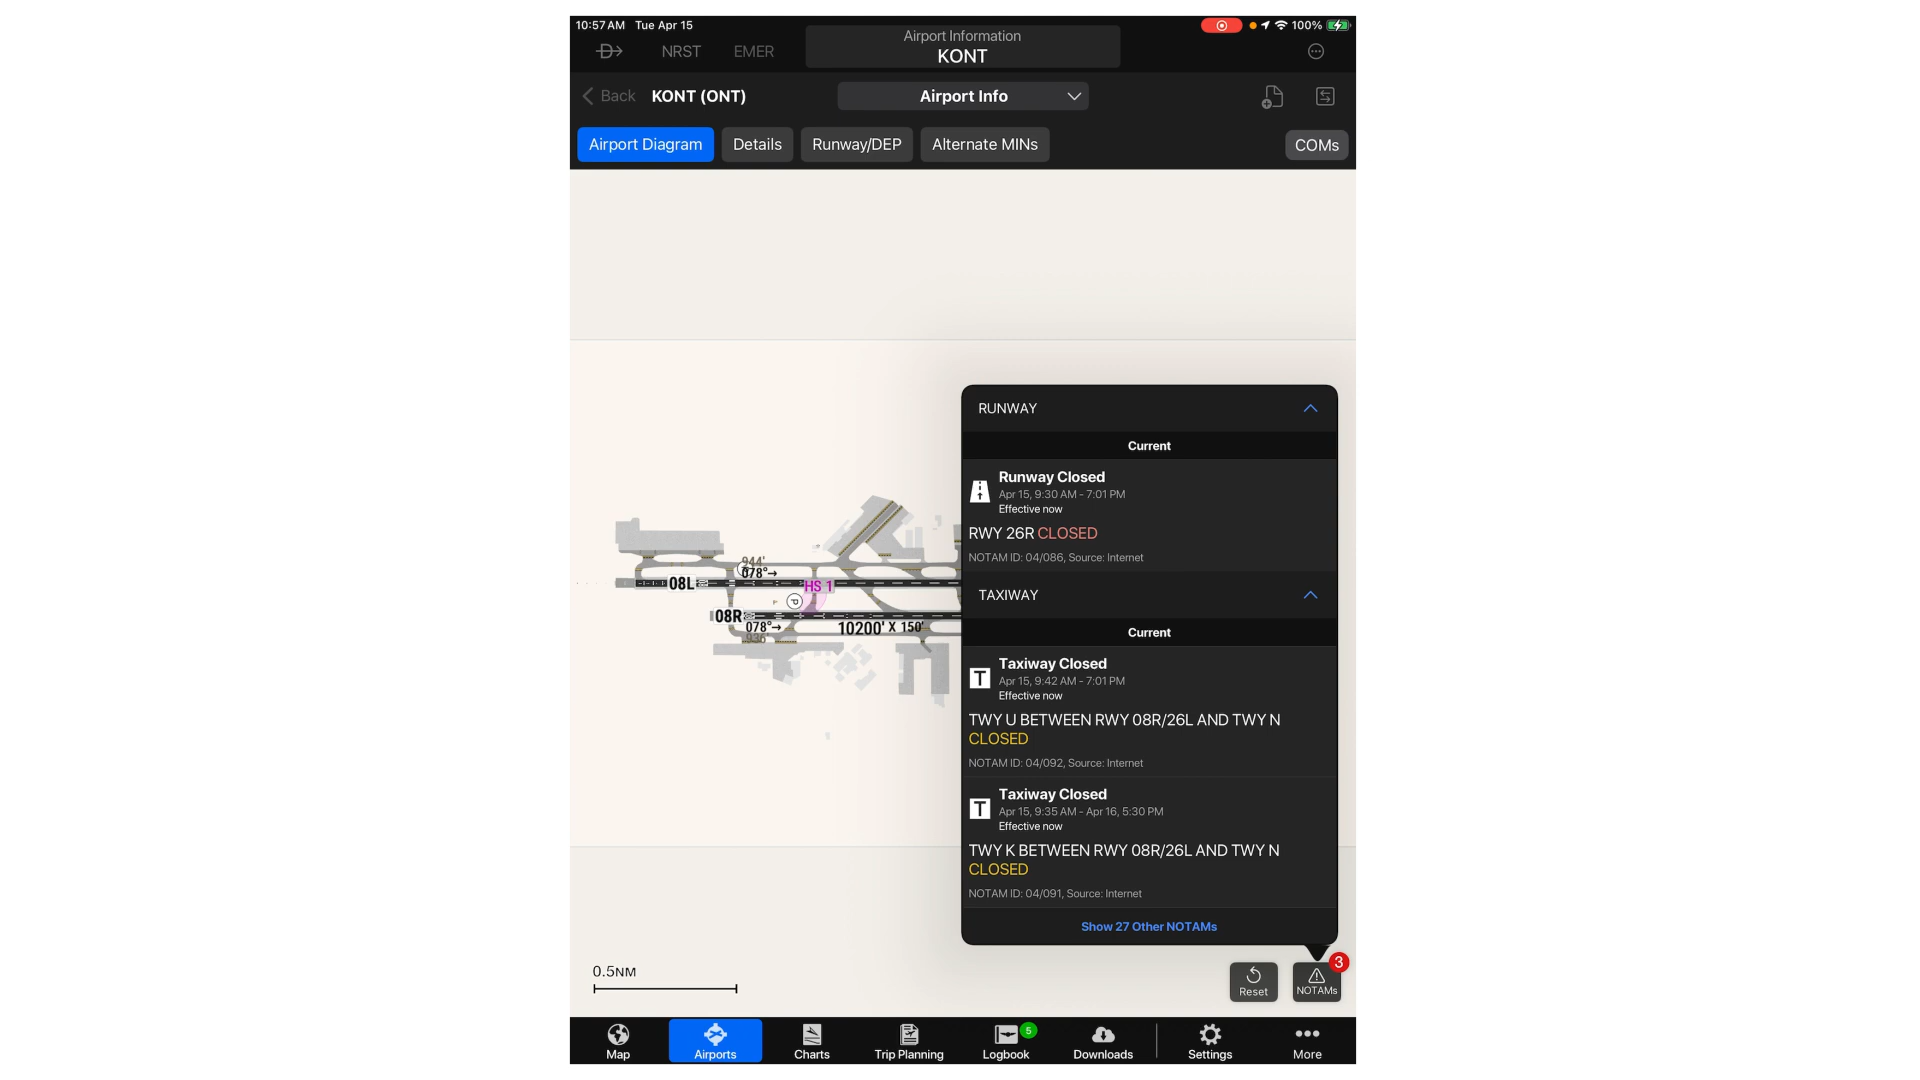 10:57 AM Tue Apr 15
100%
NRST
EMER
Airport Information
KONT
Back
KONT (ONT)
Airport Info
Airport Diagram
Details
Runway/DEP
Alternate MINs
COMs
RUNWAY
Current
Runway Closed
Apr 15, 9:30 AM - 7:01 PM
Effective now
RWY 26R CLOSED
NOTAM ID: 04/086, Source: Internet
TAXIWAY
Current
Taxiway Closed
Apr 15, 9:42 AM - 7:01 PM
Effective now
TWY U BETWEEN RWY 08R/26L AND TWY N
CLOSED
NOTAM ID: 04/092, Source: Internet
Taxiway Closed
Apr 15, 9:35 AM - Apr 16, 5:30 PM
Effective now
TWY K BETWEEN RWY 08R/26L AND TWY N
CLOSED
NOTAM ID: 04/091, Source: Internet
Show 27 Other NOTAMs
944'
078°→
08L
HS 1
P
08R
078°→
10200' X 150'
936'
0.5NM
Reset
3
NOTAMs
Map
Airports
Charts
Trip Planning
5
Logbook
Downloads
Settings
More